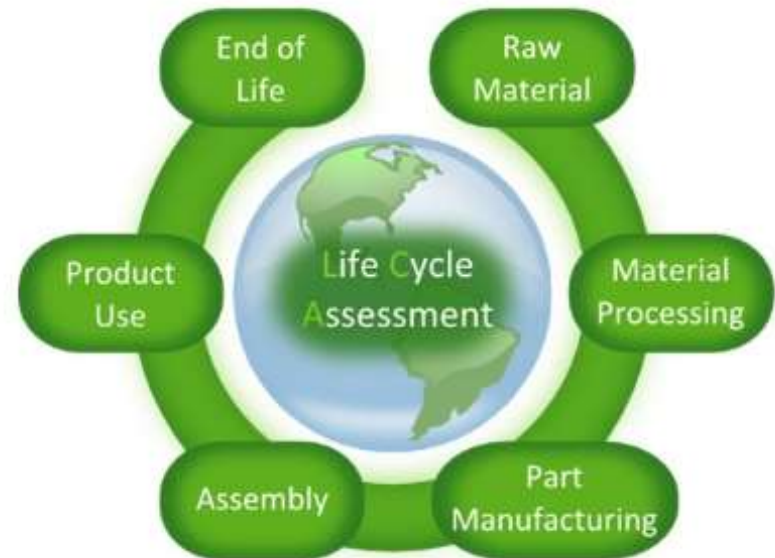 End of
Life
Raw
Material
Product
Use
Life Cycle
Assessment
Material
Processing
Assembly
Part
Manufacturing